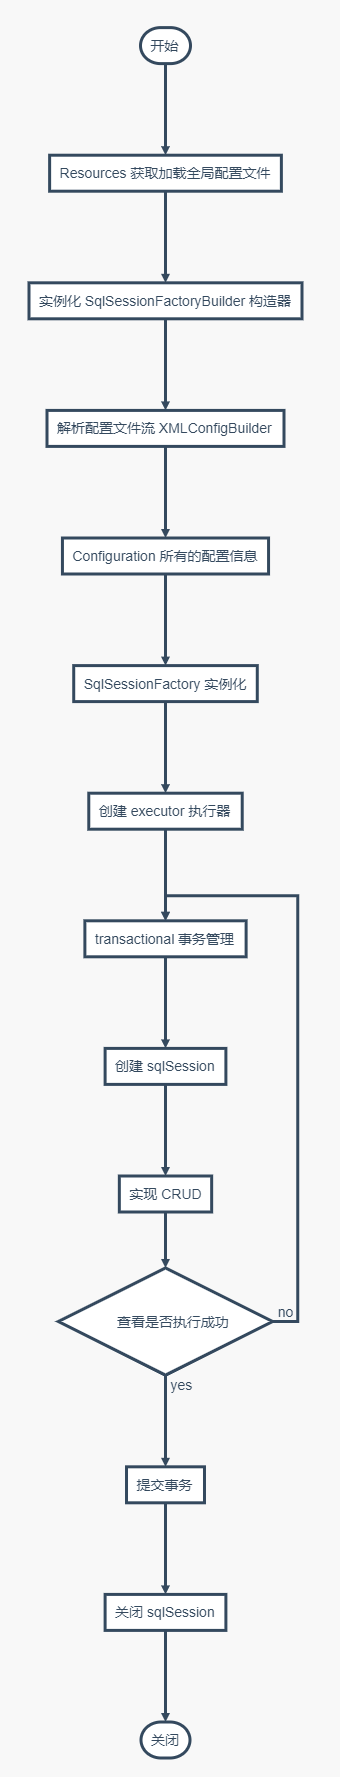 开始
Resources 获取加载全局配置文件
实例化 SqlSessionFactoryBuilder 构造器
解析配置文件流 XMLConfigBuilder
Configuration 所有的配置信息
SqlSessionFactory 实例化
创建 executor 执行器
transactional 事务管理
创建 sqlSession
实现 CRUD
查看是否执行成功
no
yes
提交事务
关闭 sqlSession
关闭